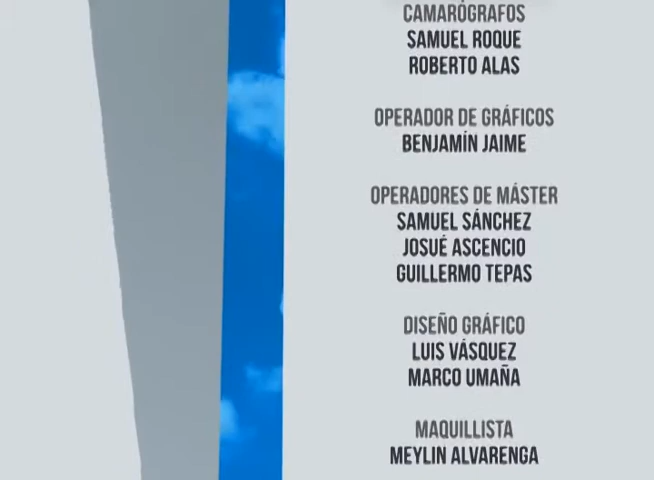 CAMARÓGRAFOS
SAMUEL ROQUE
ROBERTO ALAS
OPERADOR DE GRÁFICOS
BENJAMÍN JAIME
OPERADORES DE MÁSTER
SAMUEL SÁNCHEZ
JOSUÉ ASCENCIO
GUILLERMO TEPAS
DISEÑO GRÁFICO
LUIS VÁSQUEZ
MARCO UMAÑA
MAQUILLISTA
MEYLIN ALVARENGA